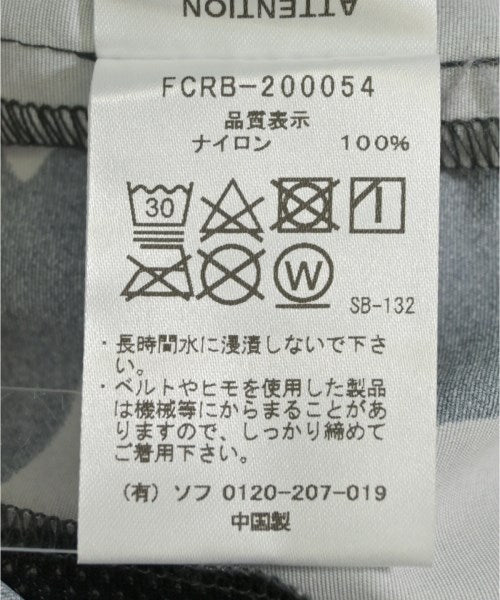 ATTENTION
FCRB-200054
品質表示
ナイロン 100%
30
W
SB-132
・長時間水に浸漬しないで下さ
い。
・ベルトやヒモを使用した製品
は機械等にからまることがあ
りますので、しっかり締めて
ご着用下さい。
(有) ソフ 0120-207-019
中国製